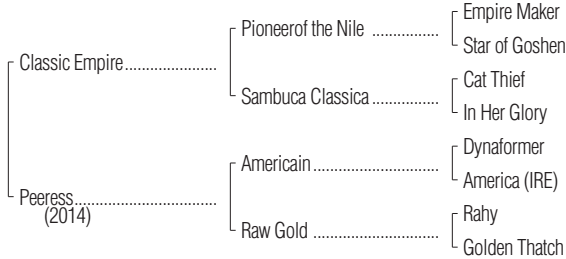 Empire Maker
Pioneerof the Nile ................
Star of Goshen
Classic Empire......................
Cat Thief
Sambuca Classica ................
In Her Glory
Dynaformer
Americain ..............................
America (IRE)
Peeress..................................
(2014)
Rahy
Raw Gold ..............................
Golden Thatch